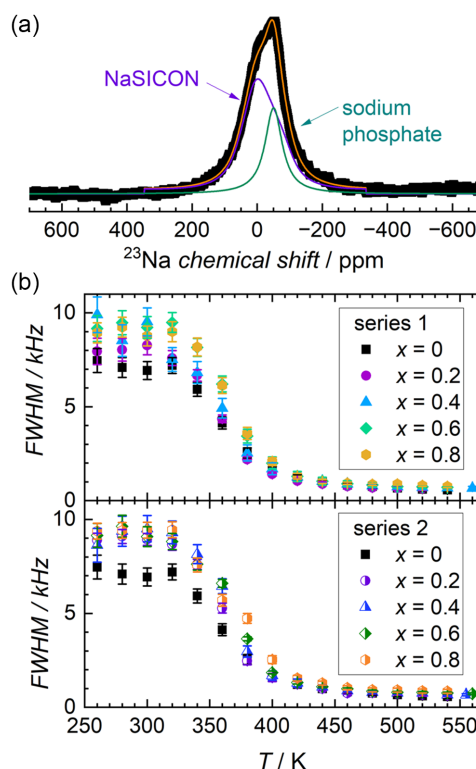 (a)
NaSICON
sodium
phosphate
600 400 200 0 −200 −400 −600
²³Na chemical shift / ppm
(b)
10
5
0
FWHM / kHz
series 1
x = 0
x = 0.2
x = 0.4
x = 0.6
x = 0.8
10
5
0
FWHM / kHz
series 2
x = 0
x = 0.2
x = 0.4
x = 0.6
x = 0.8
250 300 350 400 450 500 550
T / K